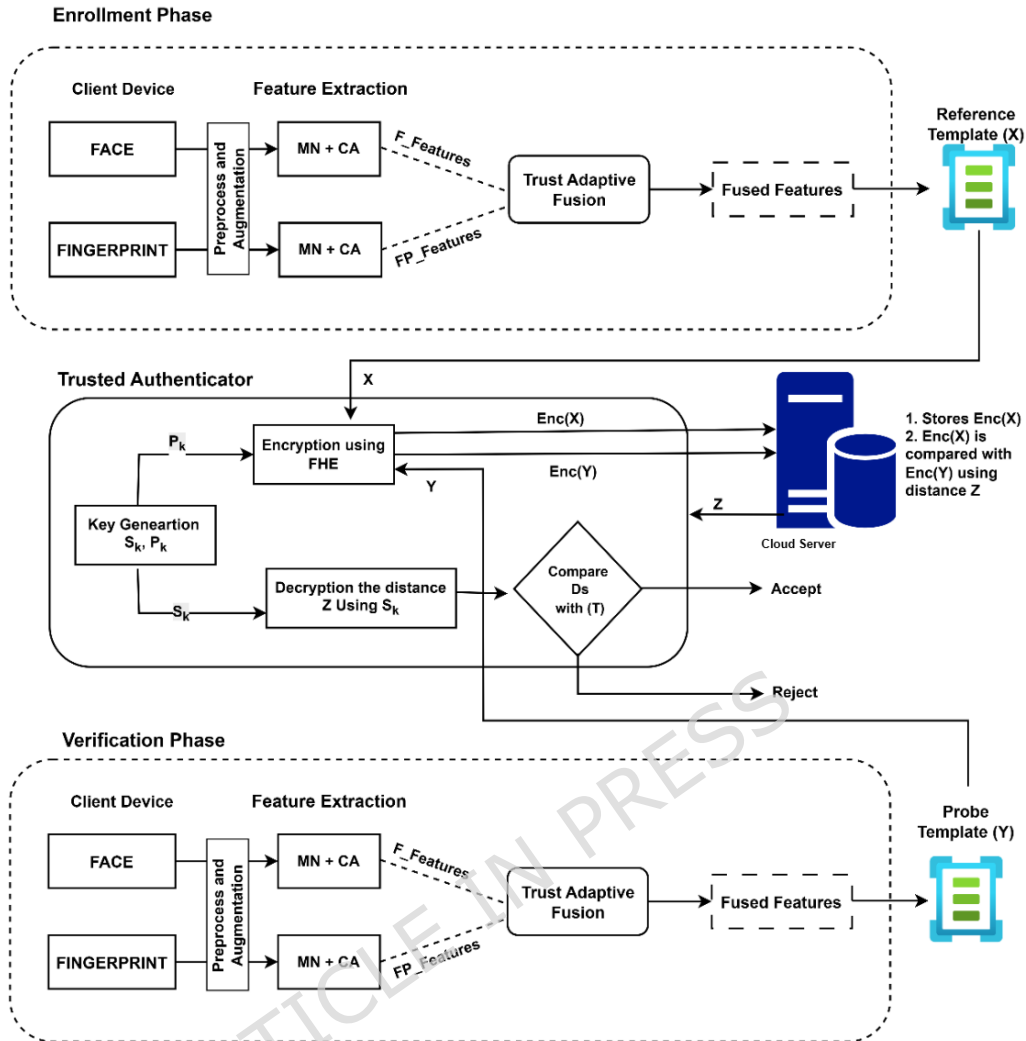 Enrollment Phase
Client Device
Feature Extraction
FACE
Preprocess and
Augmentation
MN + CA
F_Features
FINGERPRINT
MN + CA
FP_Features
Trust Adaptive
Fusion
Fused Features
Reference
Template (X)
Trusted Authenticator
X
Pk
Encryption using
FHE
Enc(X)
Enc(Y)
Y
Key Geneartion
Sk, Pk
Sk
Decryption the distance
Z Using Sk
Compare
Ds
with (T)
Z
Cloud Server
1. Stores Enc(X)
2. Enc(X) is
compared with
Enc(Y) using
distance Z
Accept
Reject
Verification Phase
Client Device
Feature Extraction
FACE
Preprocess and
Augmentation
MN + CA
F_Features
FINGERPRINT
MN + CA
FP_Features
Trust Adaptive
Fusion
Fused Features
Probe
Template (Y)
TICLE IN PRESS